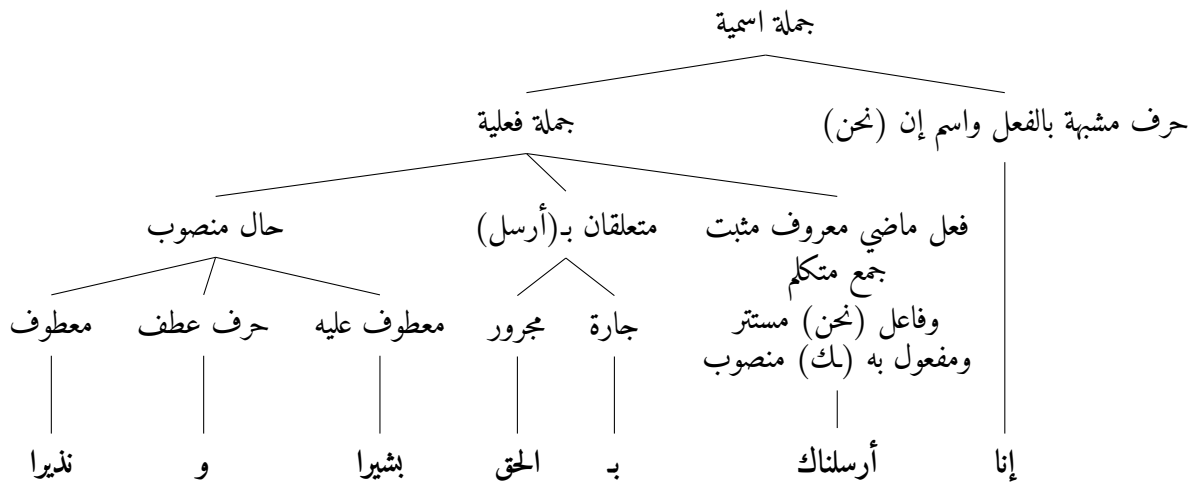 جملة اسمية
حرف مشبهة بالفعل واسم إن (نحن)
جملة فعلية
فعل ماضي معروف مثبت
جمع متكلم
وفاعل (نحن) مستتر
ومفعول به (ـك) منصوب
متعلقان بـ(أرسل)
حال منصوب
جارة
مجرور
معطوف عليه
حرف عطف
معطوف
إنا
أرسلناك
بـ
الحق
بشيرا
و
نذيرا